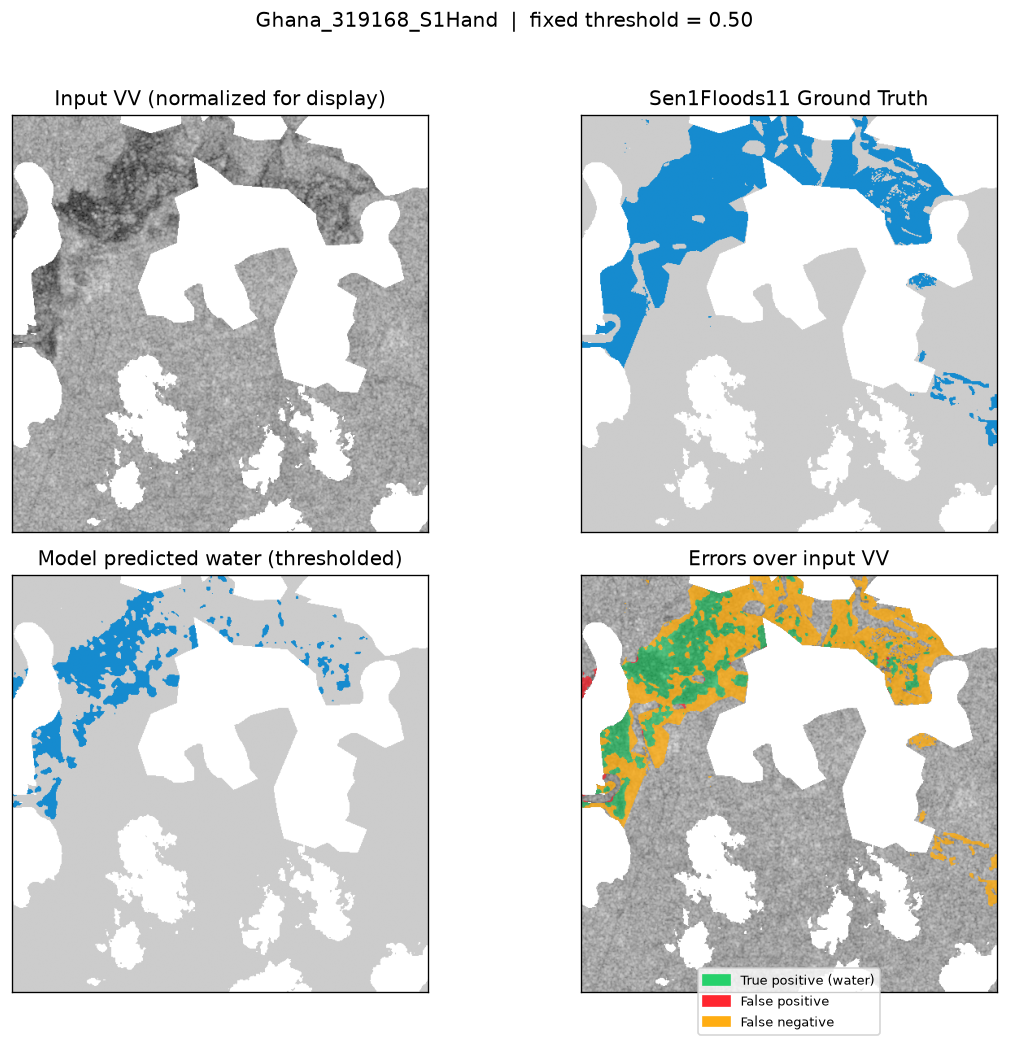 Ghana_319168_S1Hand  |  fixed threshold = 0.50
Input VV (normalized for display)
Sen1Floods11 Ground Truth
Model predicted water (thresholded)
Errors over input VV
True positive (water)
False positive
False negative